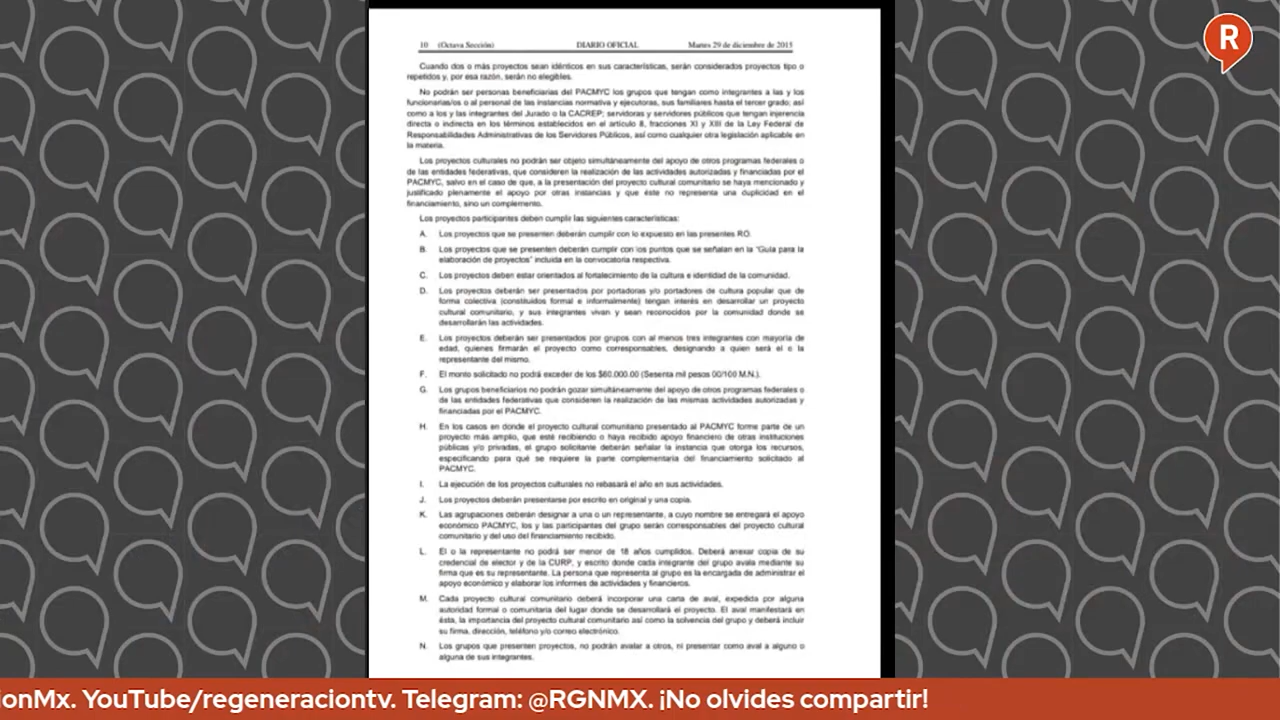 R
10 (Octava Sección) DIARIO OFICIAL Martes 29 de diciembre de 2015
Cuando dos o más proyectos sean idénticos en sus características, serán considerados proyectos tipo o
repetidos y, por esa razón, serán no elegibles.
No podrán ser personas beneficiarias del PACMYC los grupos que tengan como integrantes a las y los
funcionarias/os o al personal de las instancias normativa y ejecutoras, sus familiares hasta el tercer grado; así
como a los y las integrantes del Jurado o la CACREP; servidoras y servidores públicos que tengan injerencia
directa o indirecta en los términos establecidos en el artículo 8, fracciones XI y XIII de la Ley Federal de
Responsabilidades Administrativas de los Servidores Públicos, así como cualquier otra legislación aplicable en
la materia.
Los proyectos culturales no podrán ser objeto simultáneamente del apoyo de otros programas federales o
de las entidades federativas, que consideren la realización de las actividades autorizadas y financiadas por el
PACMYC, salvo en el caso de que, a la presentación del proyecto cultural comunitario se haya mencionado y
justificado plenamente el apoyo por otras instancias y que éste no representa una duplicidad en el
financiamiento, sino un complemento.
Los proyectos participantes deben cumplir las siguientes características:
A. Los proyectos que se presenten deberán cumplir con lo expuesto en las presentes RO.
B. Los proyectos que se presenten deberán cumplir con los puntos que se señalan en la "Guía para la
elaboración de proyectos" incluida en la convocatoria respectiva.
C. Los proyectos deben estar orientados al fortalecimiento de la cultura e identidad de la comunidad.
D. Los proyectos deberán ser presentados por portadoras y/o portadores de cultura popular que de
forma colectiva (constituidos formal e informalmente) tengan interés en desarrollar un proyecto
cultural comunitario, y sus integrantes vivan y sean reconocidos por la comunidad donde se
desarrollarán las actividades.
E. Los proyectos deberán ser presentados por grupos con al menos tres integrantes con mayoría de
edad, quienes firmarán el proyecto como corresponsables, designando a quien será el o la
representante del mismo.
F. El monto solicitado no podrá exceder de los $60,000.00 (Sesenta mil pesos 00/100 M.N.).
G. Los grupos beneficiarios no podrán gozar simultáneamente del apoyo de otros programas federales o
de las entidades federativas que consideren la realización de las mismas actividades autorizadas y
financiadas por el PACMYC.
H. En los casos en donde el proyecto cultural comunitario presentado al PACMYC forme parte de un
proyecto más amplio, que esté recibiendo o haya recibido apoyo financiero de otras instituciones
públicas y/o privadas, el grupo solicitante deberán señalar la instancia que otorga los recursos,
especificando para qué se requiere la parte complementaria del financiamiento solicitado al
PACMYC.
I. La ejecución de los proyectos culturales no rebasará el año en sus actividades.
J. Los proyectos deberán presentarse por escrito en original y una copia.
K. Las agrupaciones deberán designar a una o un representante, a cuyo nombre se entregará el apoyo
económico PACMYC, los y las participantes del grupo serán corresponsables del proyecto cultural
comunitario y del uso del financiamiento recibido.
L. El o la representante no podrá ser menor de 18 años cumplidos. Deberá anexar copia de su
credencial de elector y de la CURP, y escrito donde cada integrante del grupo avala mediante su
firma que es su representante. La persona que representa al grupo es la encargada de administrar el
apoyo económico y elaborar los informes de actividades y financieros.
M. Cada proyecto cultural comunitario deberá incorporar una carta de aval, expedida por alguna
autoridad formal o comunitaria del lugar donde se desarrollará el proyecto. El aval manifestará en
ésta, la importancia del proyecto cultural comunitario así como la solvencia del grupo y deberá incluir
su firma, dirección, teléfono y/o correo electrónico.
N. Los grupos que presenten proyectos, no podrán avalar a otros, ni presentar como aval a alguno o
alguna de sus integrantes.
ionMx. YouTube/regeneraciontv. Telegram: @RGNMX. ¡No olvides compartir!